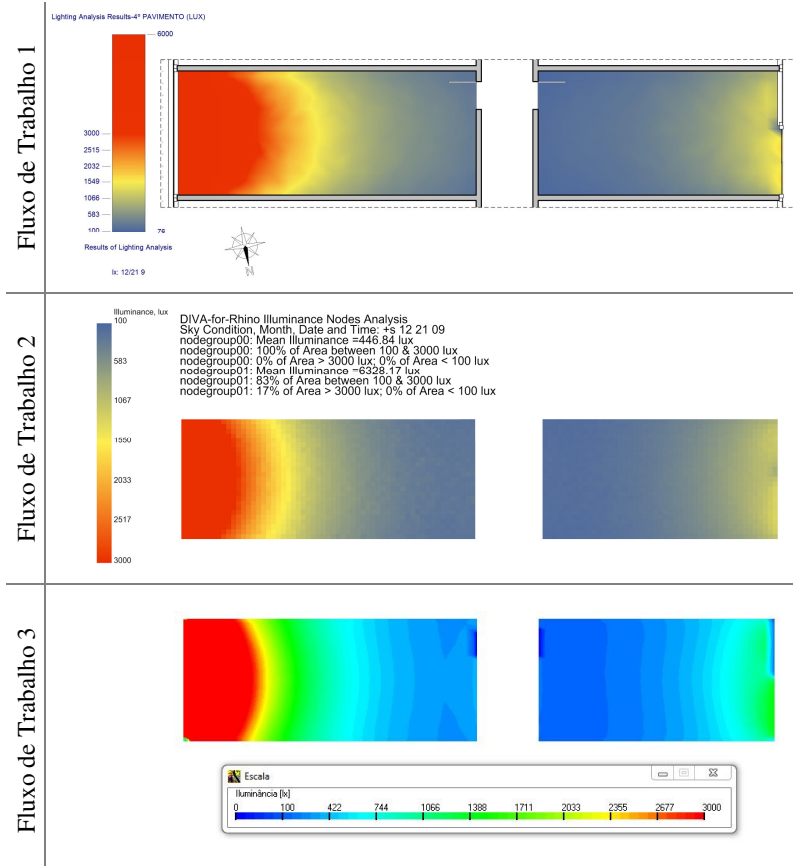 Fluxo de Trabalho 1
Lighting Analysis Results-4º PAVIMENTO (LUX)
6000
3000
2515
2032
1549
1066
583
100
76
Results of Lighting Analysis
lx: 12/21 9
N
Fluxo de Trabalho 2
Illuminance, lux
100
583
1067
1550
2033
2517
3000
DIVA-for-Rhino Illuminance Nodes Analysis
Sky Condition, Month, Date and Time: +s 12 21 09
nodegroup00: Mean Illuminance =446.84 lux
nodegroup00: 100% of Area between 100 & 3000 lux
nodegroup00: 0% of Area > 3000 lux; 0% of Area < 100 lux
nodegroup01: Mean Illuminance =6328.17 lux
nodegroup01: 83% of Area between 100 & 3000 lux
nodegroup01: 17% of Area > 3000 lux; 0% of Area < 100 lux
Fluxo de Trabalho 3
Escala
Iluminância [lx]
0 100 422 744 1066 1388 1711 2033 2355 2677 3000